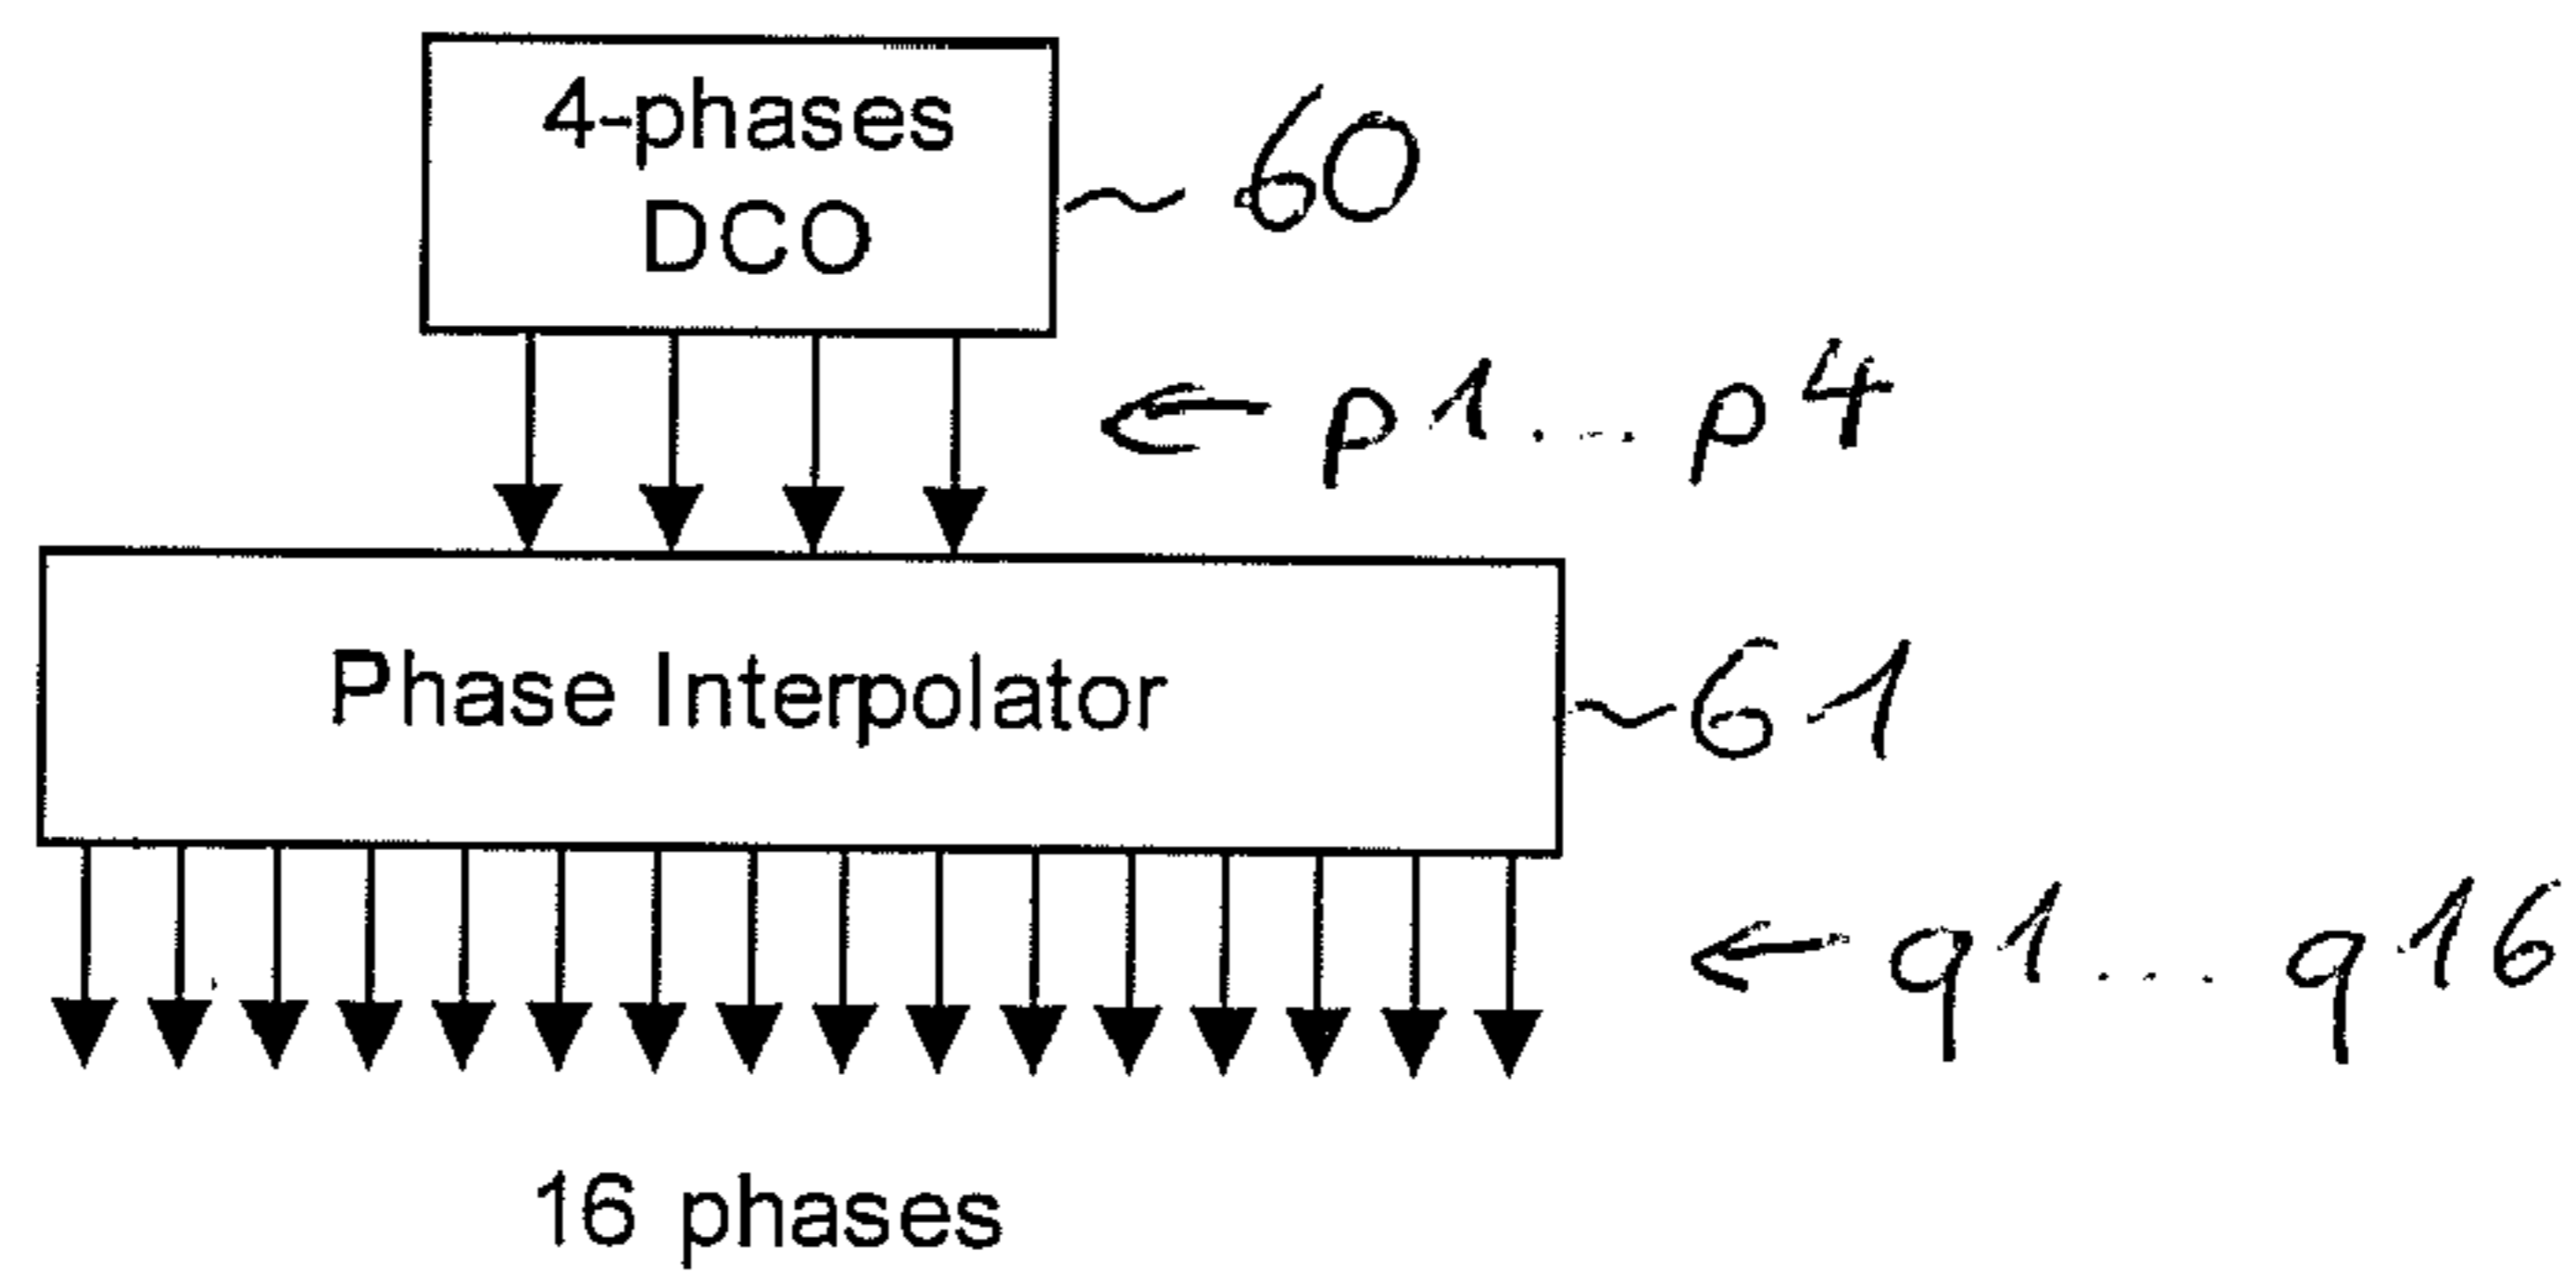 4-phases
DCO
60
p1....p4
Phase Interpolator
61
q1...q16
16 phases